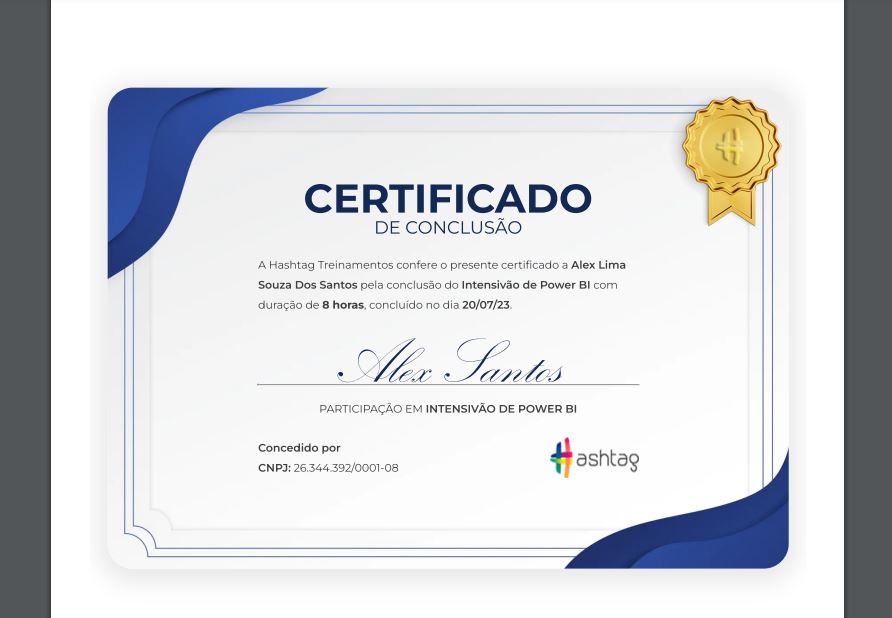 CERTIFICADO
DE CONCLUSÃO
A Hashtag Treinamentos confere o presente certificado a Alex Lima
Souza Dos Santos pela conclusão do Intensivão de Power BI com
duração de 8 horas, concluído no dia 20/07/23.
Alex Santos
PARTICIPAÇÃO EM INTENSIVÃO DE POWER BI
Concedido por
CNPJ: 26.344.392/0001-08
ashtag